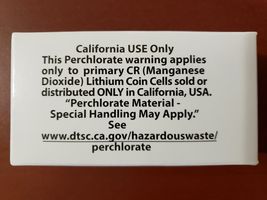 California USE Only
This Perchlorate warning applies
only to primary CR (Manganese
Dioxide) Lithium Coin Cells sold or
distributed ONLY in California, USA.
"Perchlorate Material -
Special Handling May Apply."
See
www.dtsc.ca.gov/hazardouswaste/
perchlorate